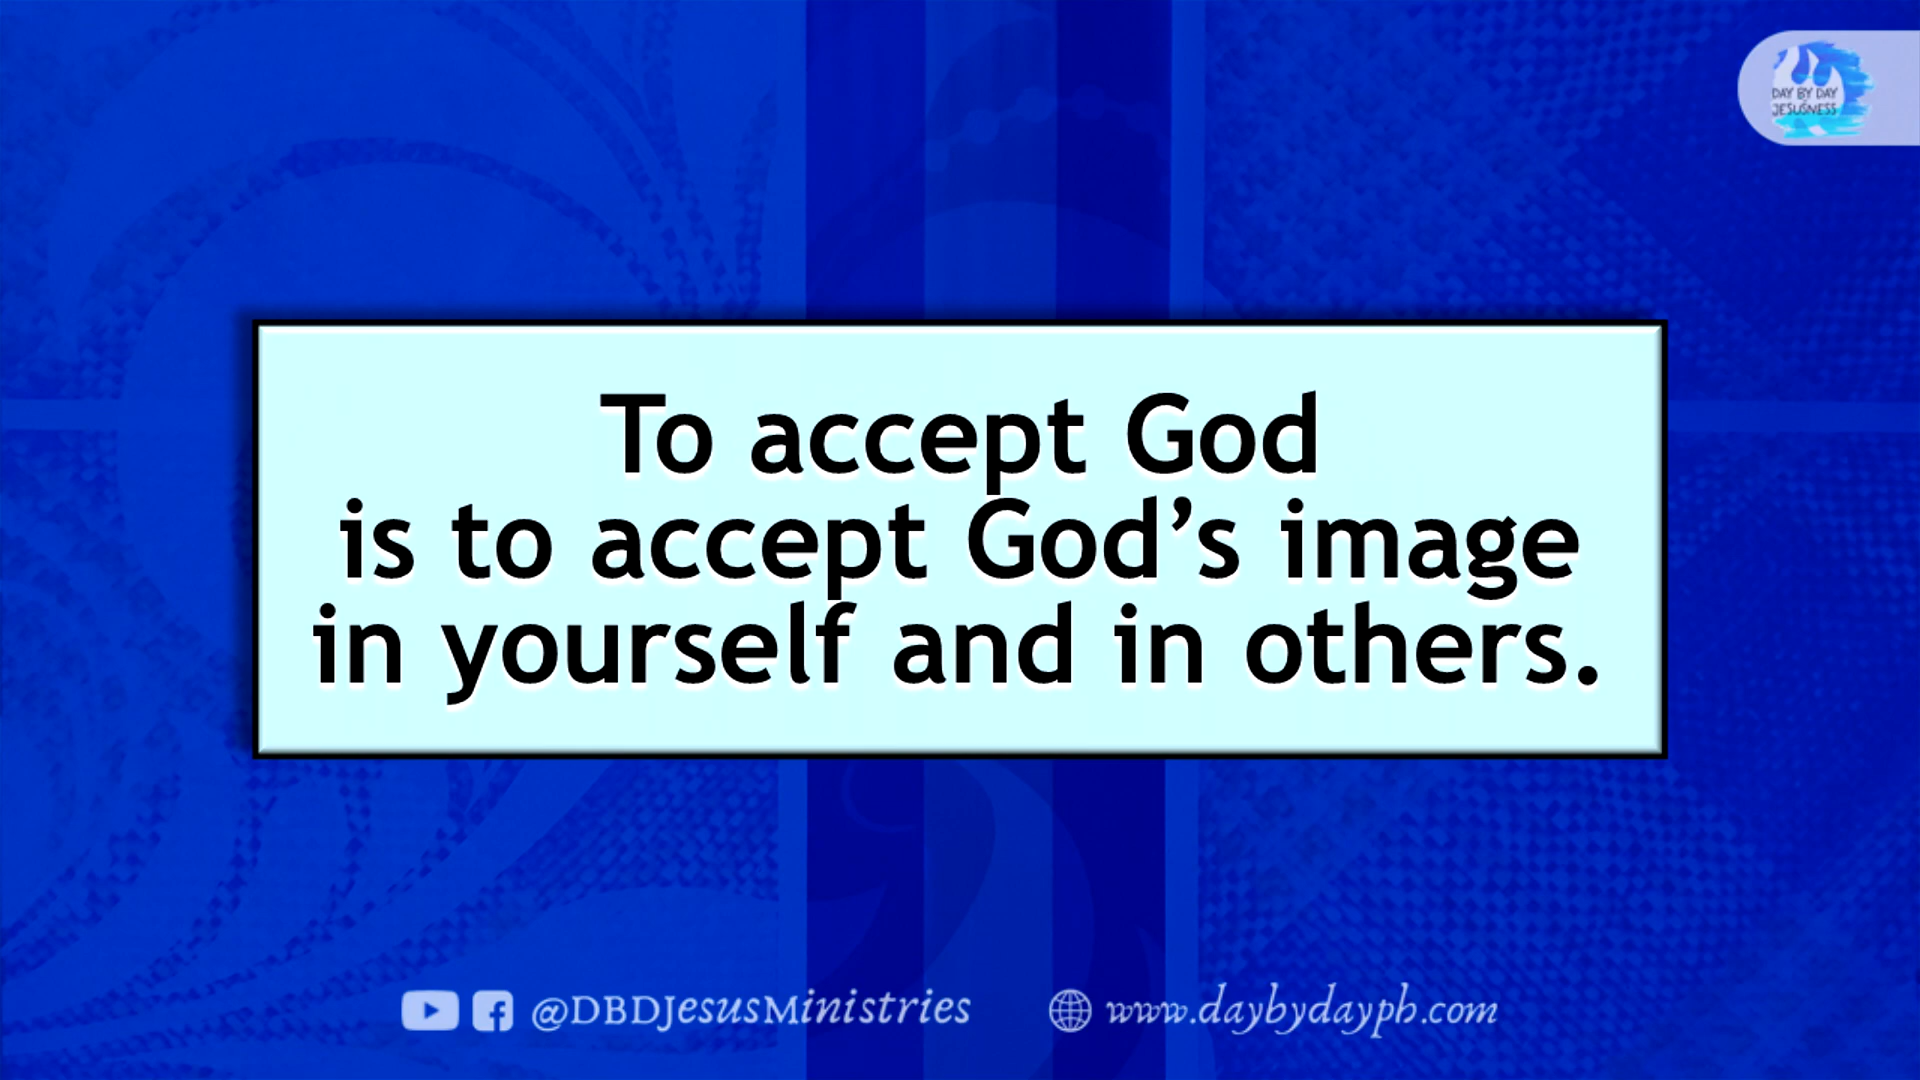 DAY BY DAY
JESUSNESS
To accept God
is to accept God’s image
in yourself and in others.
@DBDJesusMinistries
www.daybydayph.com